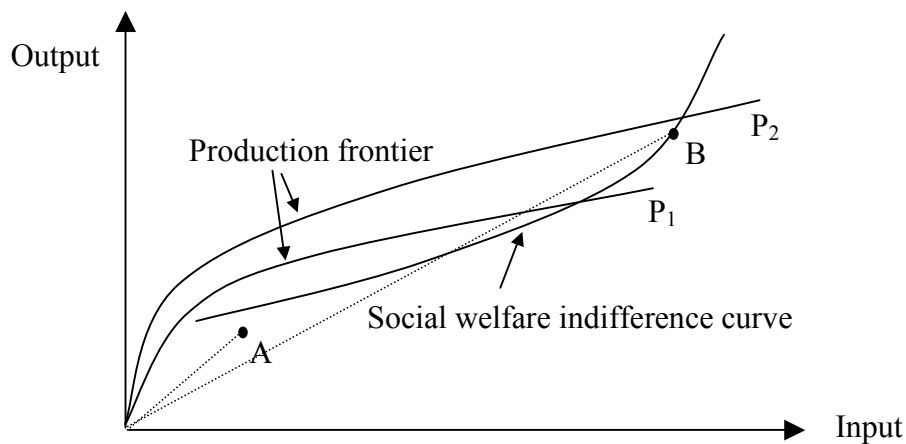 Output
Production frontier
P₂
B
P₁
Social welfare indifference curve
A
Input